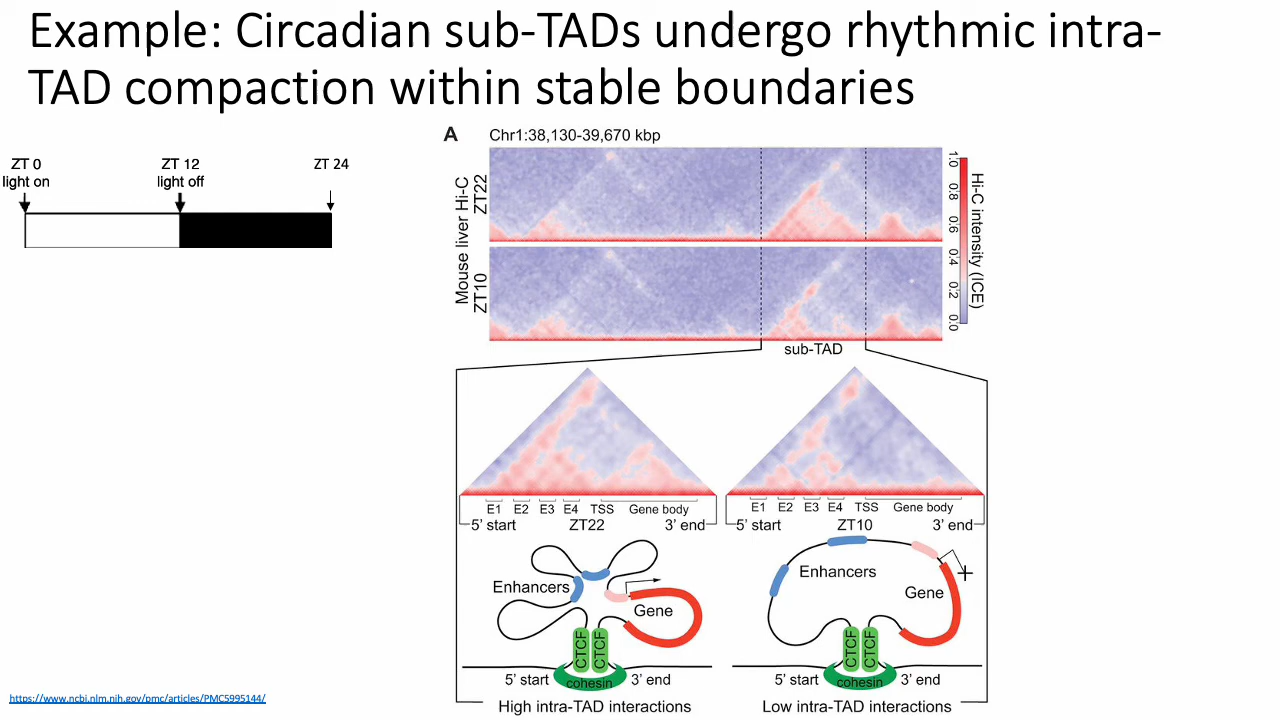 Example: Circadian sub-TADs undergo rhythmic intra-
TAD compaction within stable boundaries
ZT 0
light on
ZT 12
light off
ZT 24
A
Chr1:38,130-39,670 kbp
Mouse liver Hi-C
ZT22
ZT10
1.0
0.8
0.6
0.4
0.2
0.0
Hi-C intensity (ICE)
sub-TAD
E1 E2 E3 E4 TSS Gene body
5' start ZT22 3' end
E1 E2 E3 E4 TSS Gene body
5' start ZT10 3' end
Enhancers
Gene
CTCF
CTCF
cohesin
5' start
3' end
High intra-TAD interactions
Enhancers
Gene
CTCF
CTCF
cohesin
5' start
3' end
Low intra-TAD interactions
https://www.ncbi.nlm.nih.gov/pmc/articles/PMC5995144/